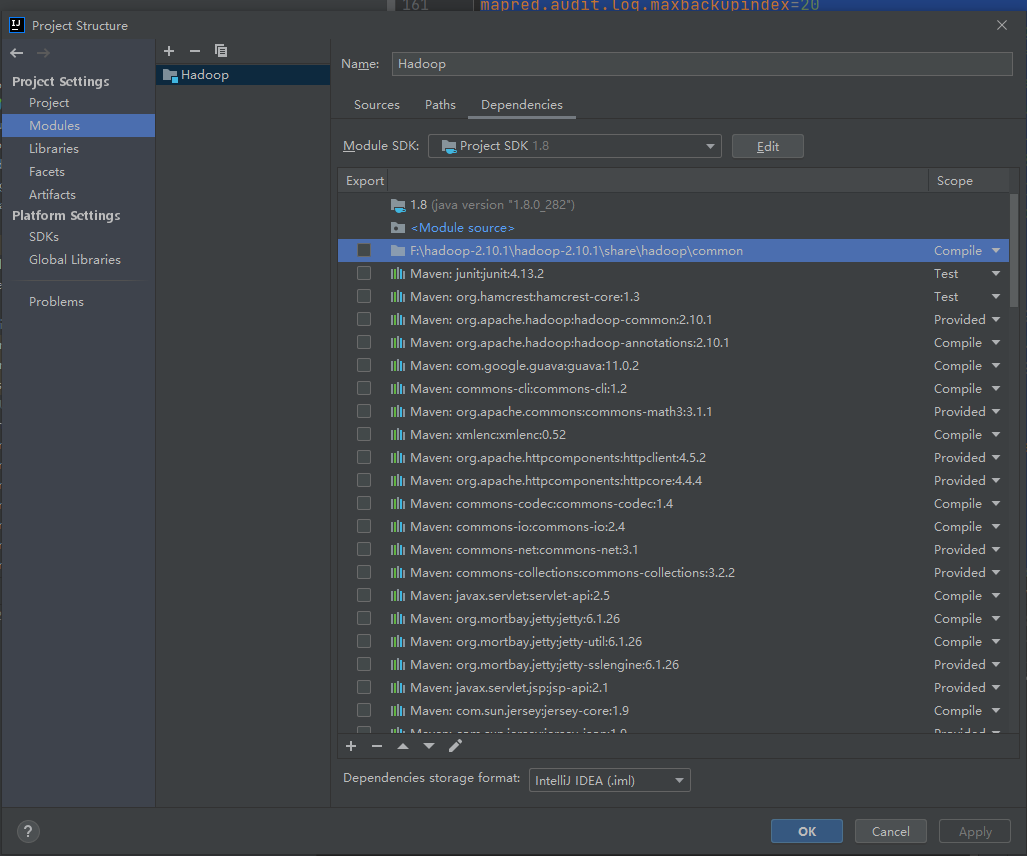 161 mapred.audit.log.maxbackupindex=20
Project Structure
Project Settings
Project
Modules
Libraries
Facets
Artifacts
Platform Settings
SDKs
Global Libraries
Problems
Hadoop
Name: Hadoop
Sources Paths Dependencies
Module SDK: Project SDK 1.8 Edit
Export Scope
1.8 (java version "1.8.0_282")
<Module source>
F:\hadoop-2.10.1\hadoop-2.10.1\share\hadoop\common Compile
Maven: junit:junit:4.13.2 Test
Maven: org.hamcrest:hamcrest-core:1.3 Test
Maven: org.apache.hadoop:hadoop-common:2.10.1 Provided
Maven: org.apache.hadoop:hadoop-annotations:2.10.1 Compile
Maven: com.google.guava:guava:11.0.2 Compile
Maven: commons-cli:commons-cli:1.2 Compile
Maven: org.apache.commons:commons-math3:3.1.1 Provided
Maven: xmlenc:xmlenc:0.52 Compile
Maven: org.apache.httpcomponents:httpclient:4.5.2 Provided
Maven: org.apache.httpcomponents:httpcore:4.4.4 Provided
Maven: commons-codec:commons-codec:1.4 Compile
Maven: commons-io:commons-io:2.4 Compile
Maven: commons-net:commons-net:3.1 Provided
Maven: commons-collections:commons-collections:3.2.2 Provided
Maven: javax.servlet:servlet-api:2.5 Compile
Maven: org.mortbay.jetty:jetty:6.1.26 Compile
Maven: org.mortbay.jetty:jetty-util:6.1.26 Compile
Maven: org.mortbay.jetty:jetty-sslengine:6.1.26 Provided
Maven: javax.servlet.jsp:jsp-api:2.1 Provided
Maven: com.sun.jersey:jersey-core:1.9 Compile
Maven: com.sun.jersey:jersey-json:1.9 Provided
Dependencies storage format: IntelliJ IDEA (.iml)
? OK Cancel Apply